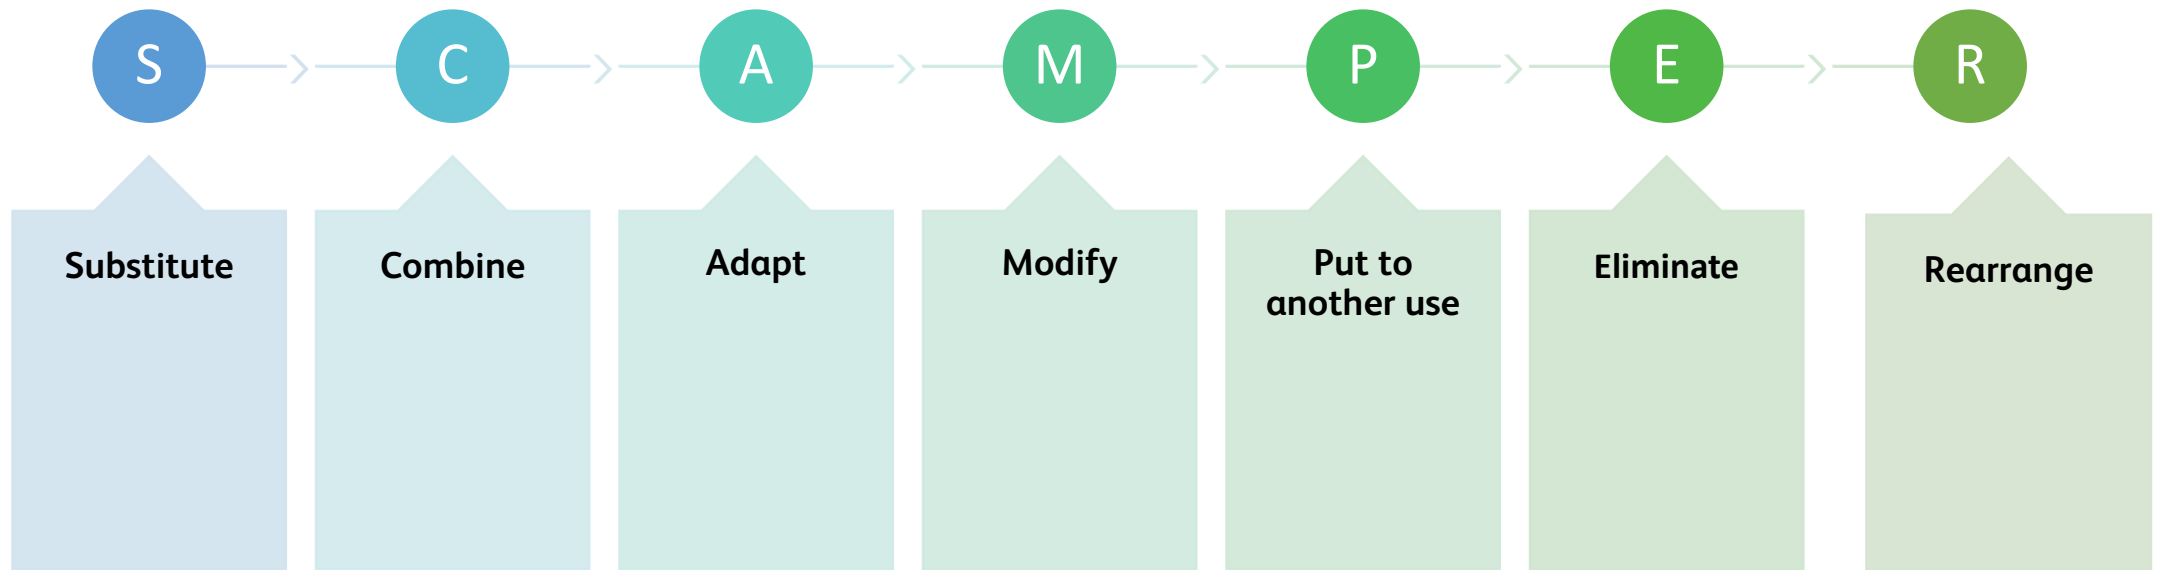 S C A M P E R
Substitute
Combine
Adapt
Modify
Put to
another use
Eliminate
Rearrange